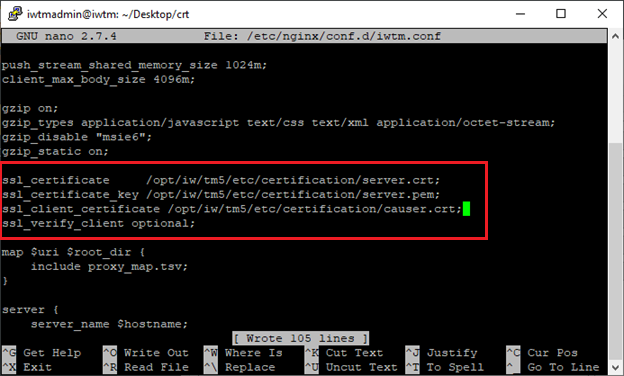 iwtmadmin@iwtm: ~/Desktop/crt
GNU nano 2.7.4 File: /etc/nginx/conf.d/iwtm.conf
push_stream_shared_memory_size 1024m;
client_max_body_size 4096m;
gzip on;
gzip_types application/javascript text/css text/xml application/octet-stream;
gzip_disable "msie6";
gzip_static on;
ssl_certificate /opt/iw/tm5/etc/certification/server.crt;
ssl_certificate_key /opt/iw/tm5/etc/certification/server.pem;
ssl_client_certificate /opt/iw/tm5/etc/certification/causer.crt;
ssl_verify_client optional;
map $uri $root_dir {
include proxy_map.tsv;
}
server {
server_name $hostname;
[ Wrote 105 lines ]
^G Get Help ^O Write Out ^W Where Is ^K Cut Text ^J Justify ^C Cur Pos
^X Exit ^R Read File ^\ Replace ^U Uncut Text ^T To Spell ^_ Go To Line